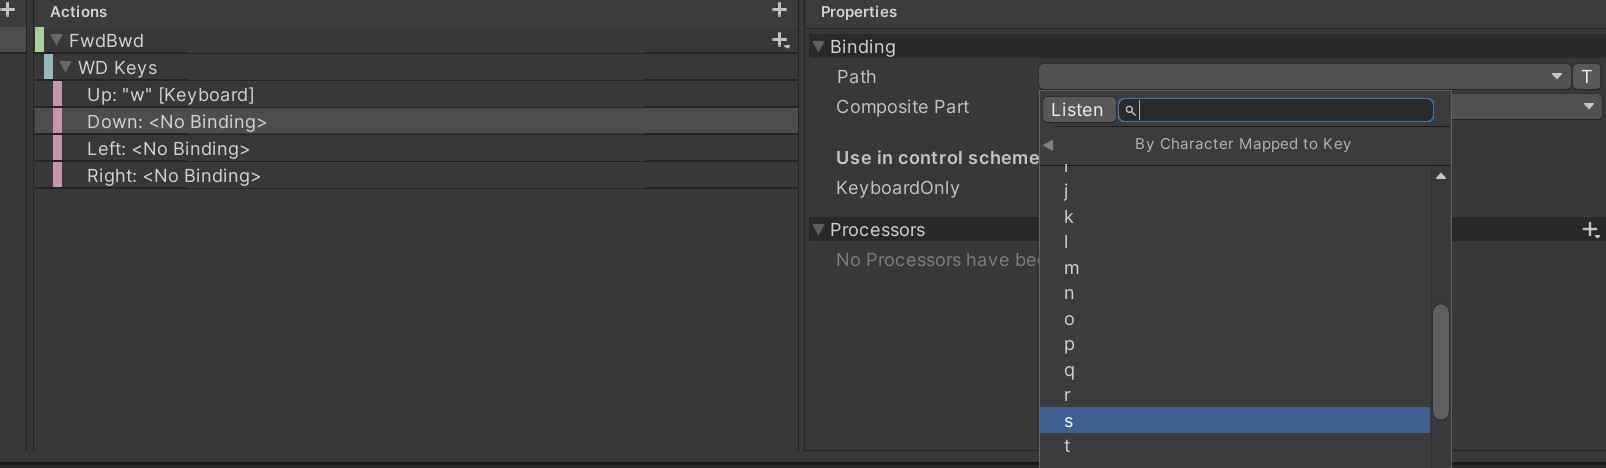 Actions
FwdBwd
WD Keys
Up: "w" [Keyboard]
Down: <No Binding>
Left: <No Binding>
Right: <No Binding>
Properties
Binding
Path
T
Composite Part
Listen
By Character Mapped to Key
Use in control scheme
KeyboardOnly
Processors
No Processors have be
j
k
l
m
n
o
p
q
r
s
t